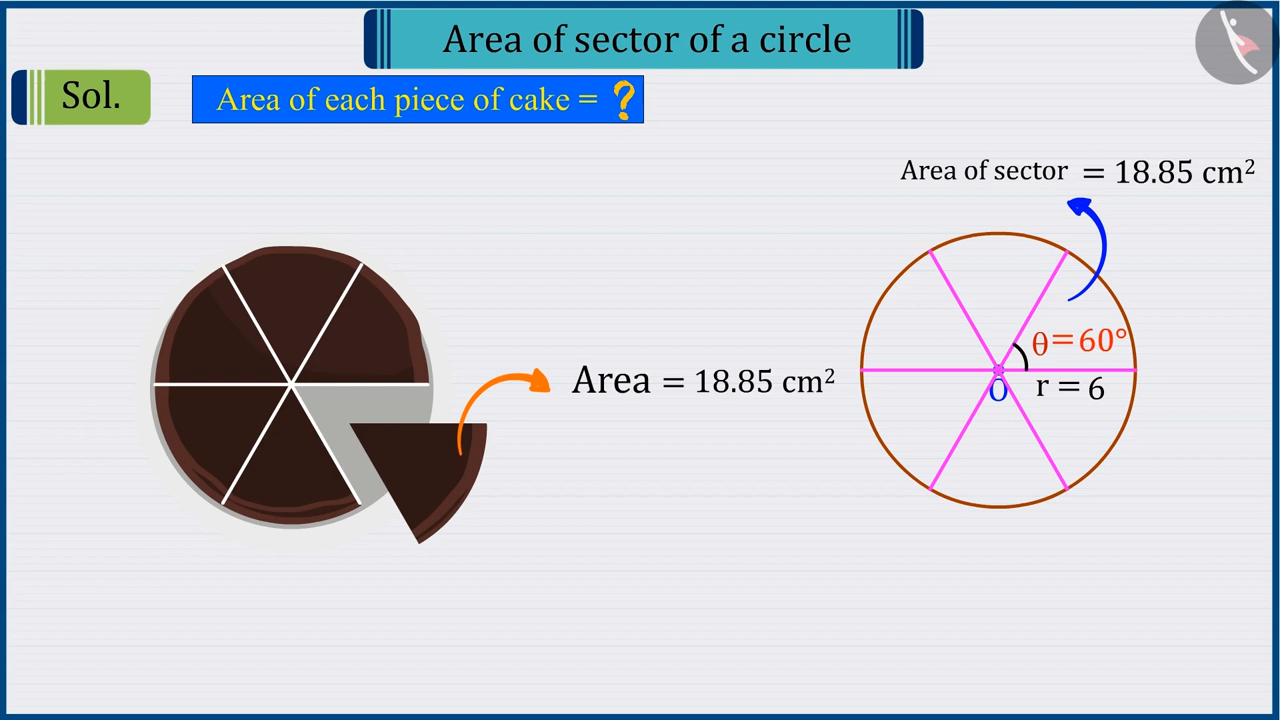 Area of sector of a circle
Sol.
Area of each piece of cake = ?
Area of sector = 18.85 cm²
θ=60°
Area = 18.85 cm²
O r = 6